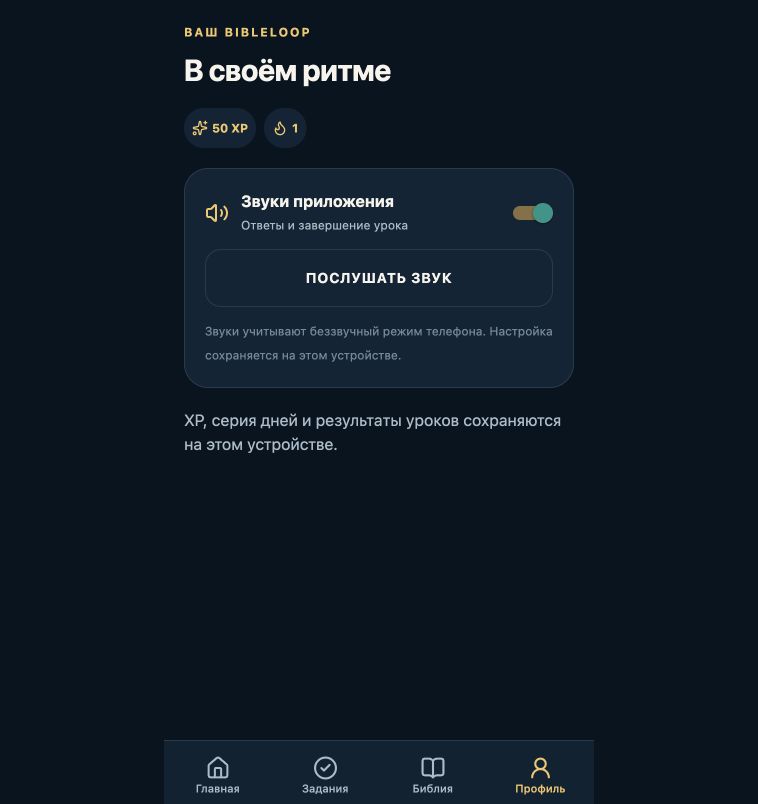 ВАШ BIBLELOOP
В своём ритме
50 XP
1
Звуки приложения
Ответы и завершение урока
ПОСЛУШАТЬ ЗВУК
Звуки учитывают беззвучный режим телефона. Настройка
сохраняется на этом устройстве.
XP, серия дней и результаты уроков сохраняются
на этом устройстве.
Главная
Задания
Библия
Профиль